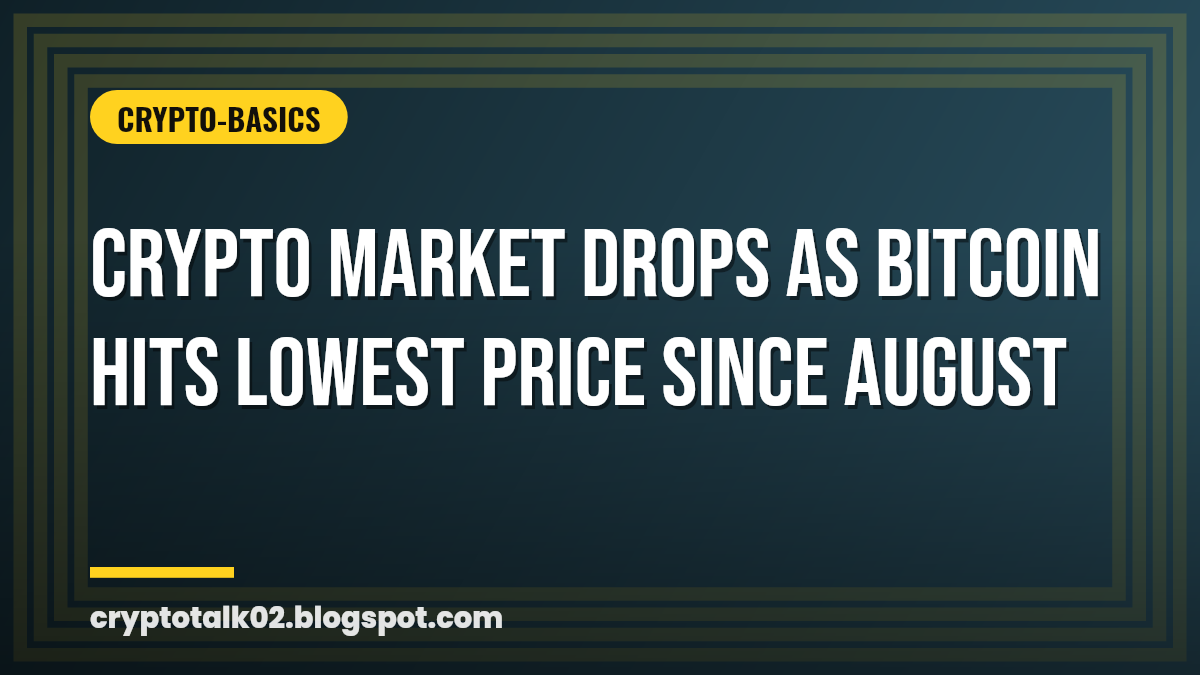 CRYPTO-BASICS
CRYPTO MARKET DROPS AS BITCOIN
HITS LOWEST PRICE SINCE AUGUST
cryptotalk02.blogspot.com